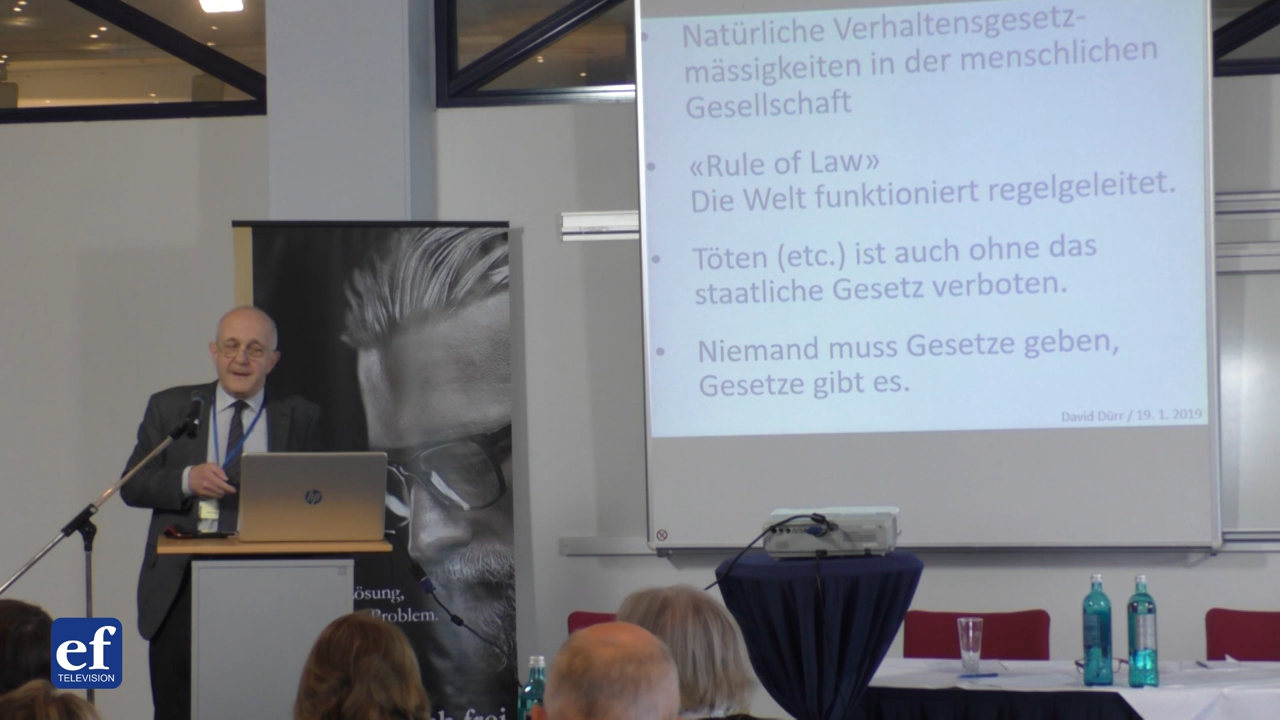 Natürliche Verhaltensgesetz-
mässigkeiten in der menschlichen
Gesellschaft
«Rule of Law»
Die Welt funktioniert regelgeleitet.
Töten (etc.) ist auch ohne das
staatliche Gesetz verboten.
Niemand muss Gesetze geben,
Gesetze gibt es.
David Dürr / 19. 1. 2019
hp
ösung,
Problem.
ef
TELEVISION